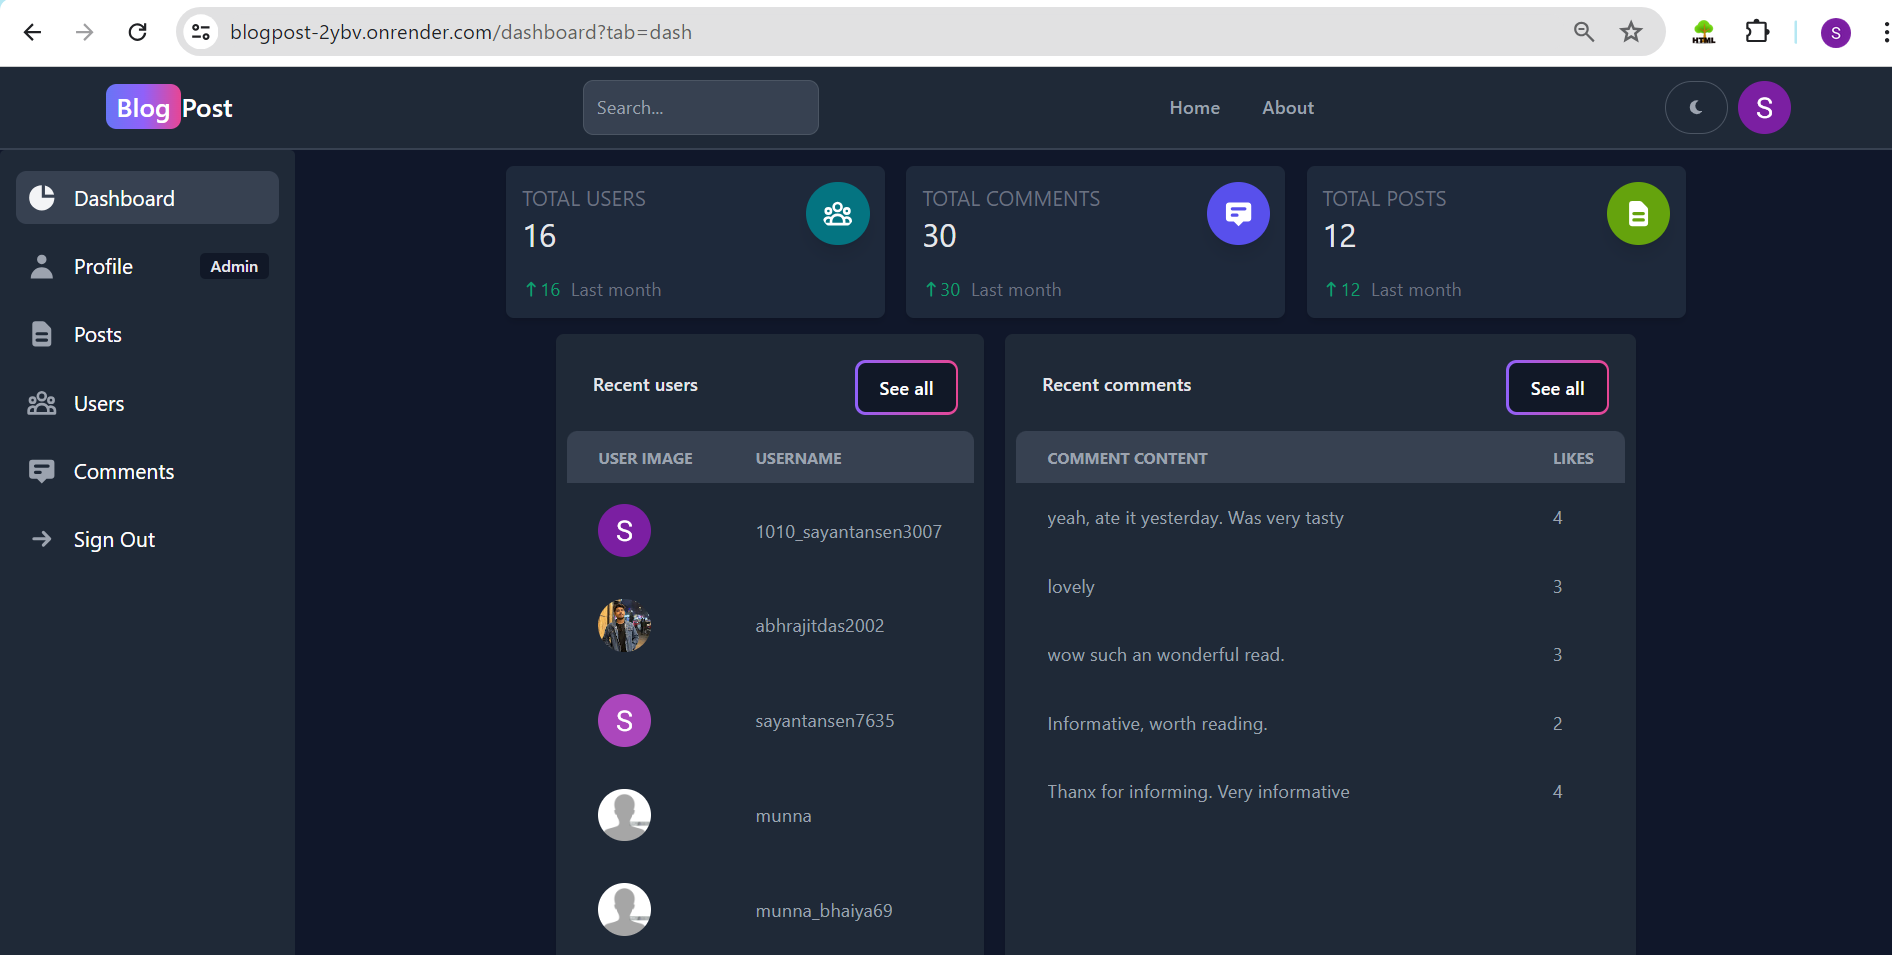 blogpost-2ybv.onrender.com/dashboard?tab=dash
HTML
S
Blog Post
Search...
Home
About
S
Dashboard
Profile
Admin
Posts
Users
Comments
Sign Out
TOTAL USERS
16
16 Last month
TOTAL COMMENTS
30
30 Last month
TOTAL POSTS
12
12 Last month
Recent users
See all
USER IMAGE USERNAME
S 1010_sayantansen3007
abhrajitdas2002
S sayantansen7635
munna
munna_bhaiya69
Recent comments
See all
COMMENT CONTENT LIKES
yeah, ate it yesterday. Was very tasty 4
lovely 3
wow such an wonderful read. 3
Informative, worth reading. 2
Thanx for informing. Very informative 4